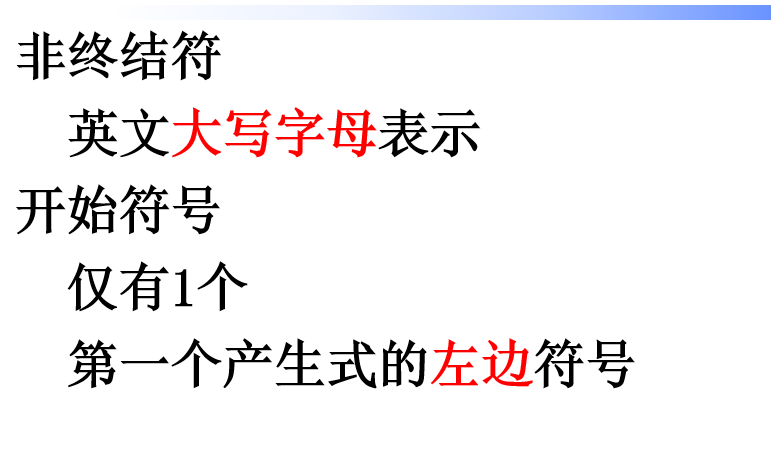 非终结符
英文大写字母表示
开始符号
仅有1个
第一个产生式的左边符号